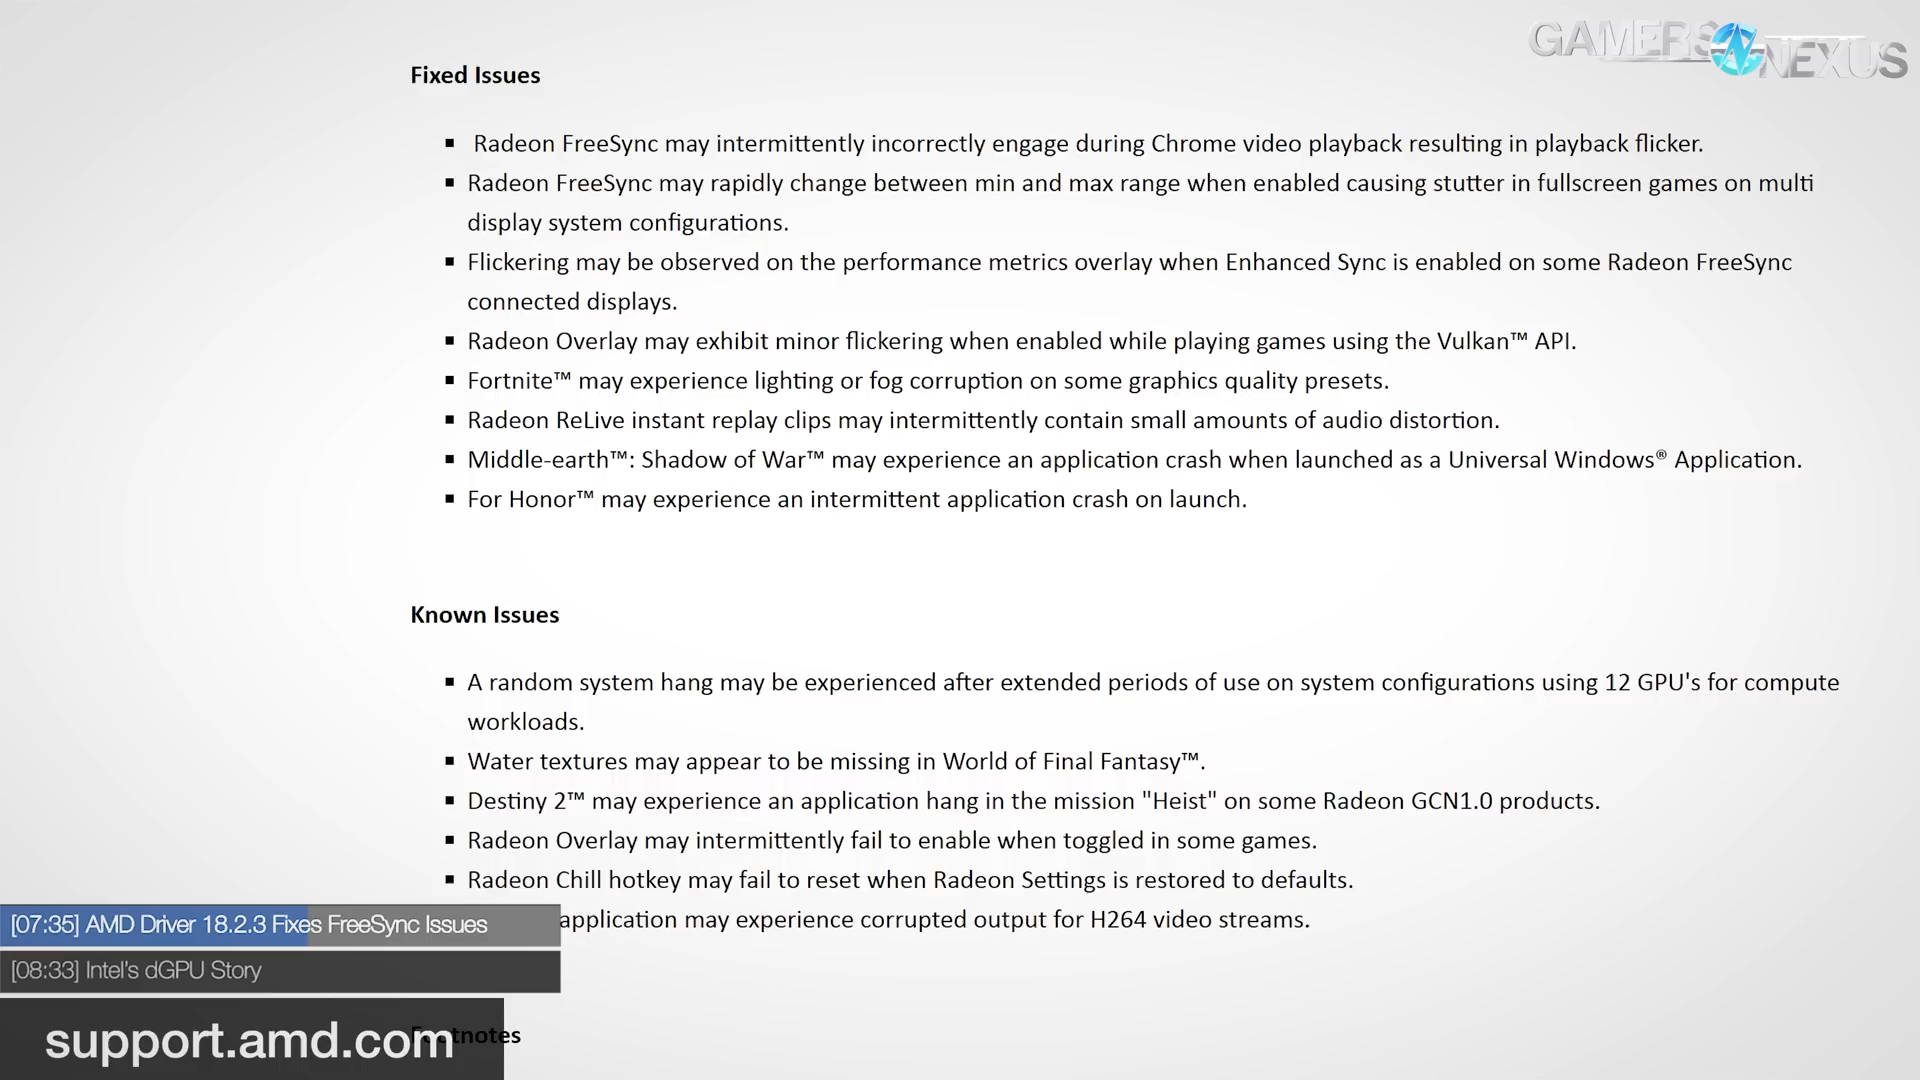 GAMERS NEXUS
Fixed Issues
▪ Radeon FreeSync may intermittently incorrectly engage during Chrome video playback resulting in playback flicker.
▪ Radeon FreeSync may rapidly change between min and max range when enabled causing stutter in fullscreen games on multi
display system configurations.
▪ Flickering may be observed on the performance metrics overlay when Enhanced Sync is enabled on some Radeon FreeSync
connected displays.
▪ Radeon Overlay may exhibit minor flickering when enabled while playing games using the Vulkan™ API.
▪ Fortnite™ may experience lighting or fog corruption on some graphics quality presets.
▪ Radeon ReLive instant replay clips may intermittently contain small amounts of audio distortion.
▪ Middle-earth™: Shadow of War™ may experience an application crash when launched as a Universal Windows® Application.
▪ For Honor™ may experience an intermittent application crash on launch.
Known Issues
▪ A random system hang may be experienced after extended periods of use on system configurations using 12 GPU's for compute
workloads.
▪ Water textures may appear to be missing in World of Final Fantasy™.
▪ Destiny 2™ may experience an application hang in the mission "Heist" on some Radeon GCN1.0 products.
▪ Radeon Overlay may intermittently fail to enable when toggled in some games.
▪ Radeon Chill hotkey may fail to reset when Radeon Settings is restored to defaults.
application may experience corrupted output for H264 video streams.
[07:35] AMD Driver 18.2.3 Fixes FreeSync Issues
[08:33] Intel's dGPU Story
support.amd.com